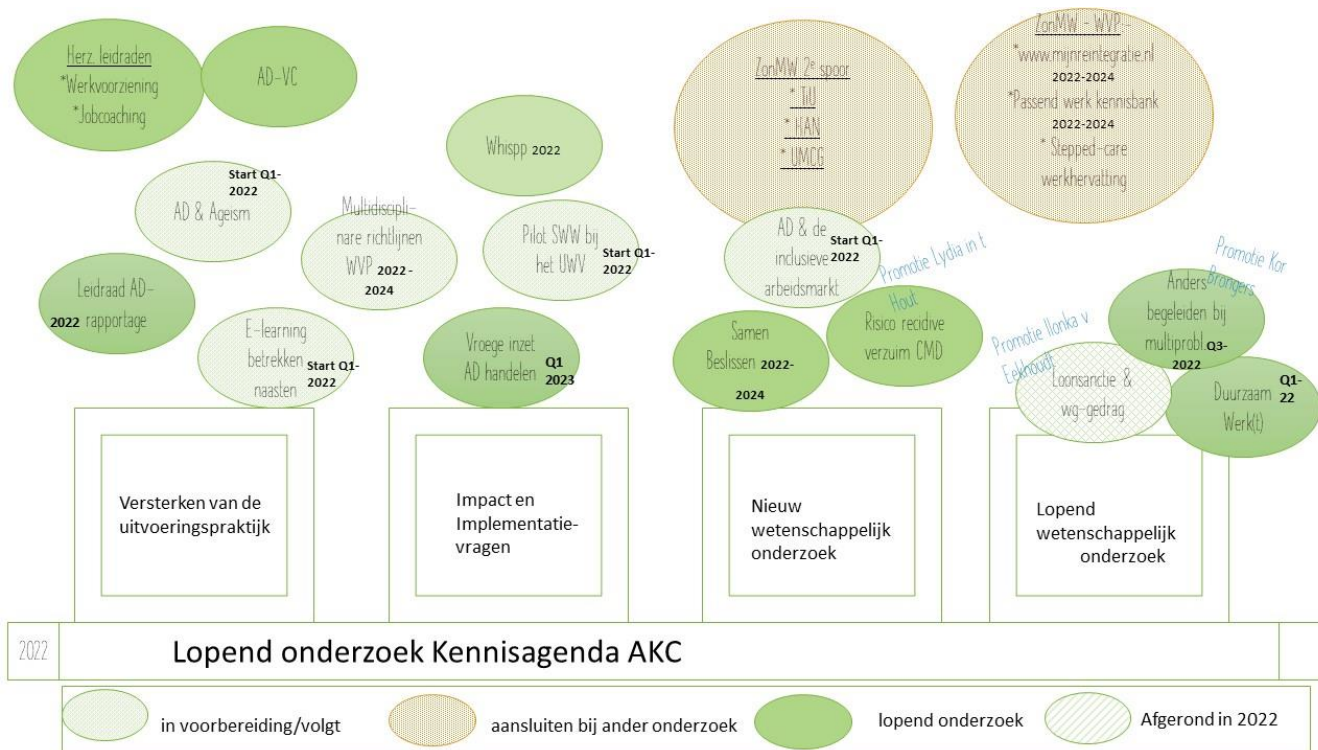 Herz. leidraden
*Werkvoorziening
*Jobcoaching
AD-VC
Start Q1-
2022
AD & Ageism
Leidraad AD-
2022 rapportage
E-learning
betrekken
naasten
Start Q1-
2022
Multidiscipli-
nare richtlijnen
WVP 2022-
2024
Whispp 2022
Pilot SWW bij
het UWV
Start Q1-
2022
Vroege inzet
AD handelen Q1
2023
ZonMW 2e spoor
* TiU
* HAN
* UMCG
AD & de
inclusieve
arbeidsmarkt
Start Q1-
2022
Promotie Lydia in t
Hout
Samen
Beslissen 2022-
2024
Risico recidive
verzuim CMD
ZonMW - WVP:-
*www.mijnreintegratie.nl
2022-2024
*Passend werk kennisbank
2022-2024
* Stepped-care
werkhervatting
Promotie Kor
Brongers
Anders
begeleiden bij
multiprobl. Q3-
2022
Promotie Ilonka v
Eekhoudt
Loonsanctie &
wg-gedrag
Duurzaam
Werk(t)
Q1-
22
Versterken van de
uitvoeringspraktijk
Impact en
Implementatie-
vragen
Nieuw
wetenschappelijk
onderzoek
Lopend
wetenschappelijk
onderzoek
2022
Lopend onderzoek Kennisagenda AKC
in voorbereiding/volgt
aansluiten bij ander onderzoek
lopend onderzoek
Afgerond in 2022